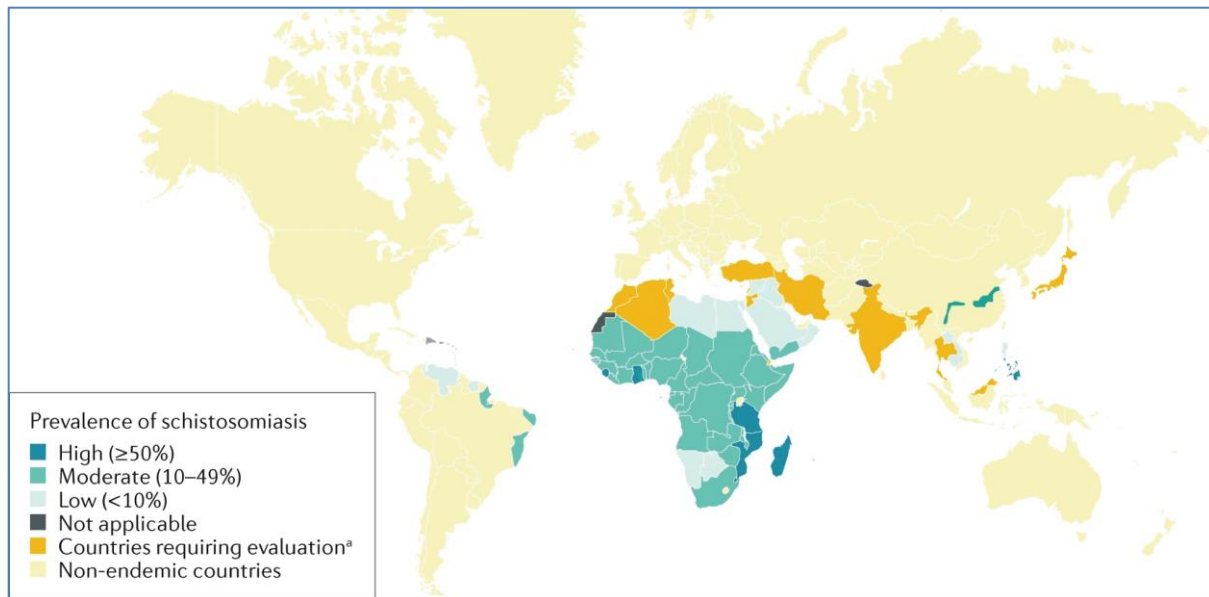 Prevalence of schistosomiasis
High (≥50%)
Moderate (10–49%)
Low (<10%)
Not applicable
Countries requiring evaluationᵃ
Non-endemic countries